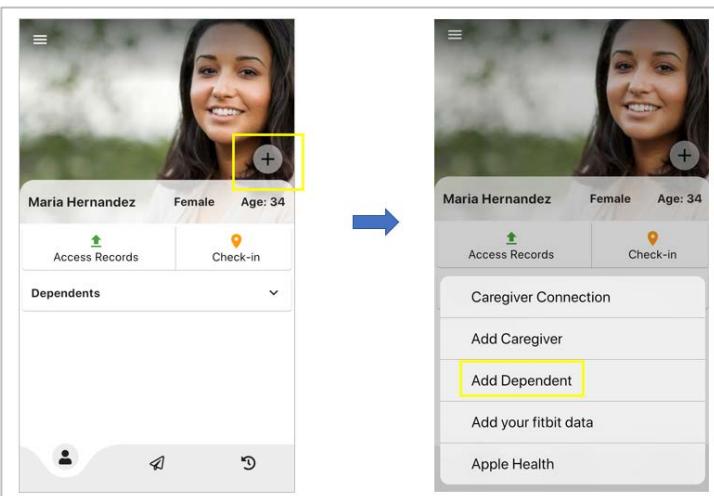 Maria Hernandez Female Age: 34
Access Records Check-in
Dependents
Maria Hernandez Female Age: 34
Access Records Check-in
Caregiver Connection
Add Caregiver
Add Dependent
Add your fitbit data
Apple Health